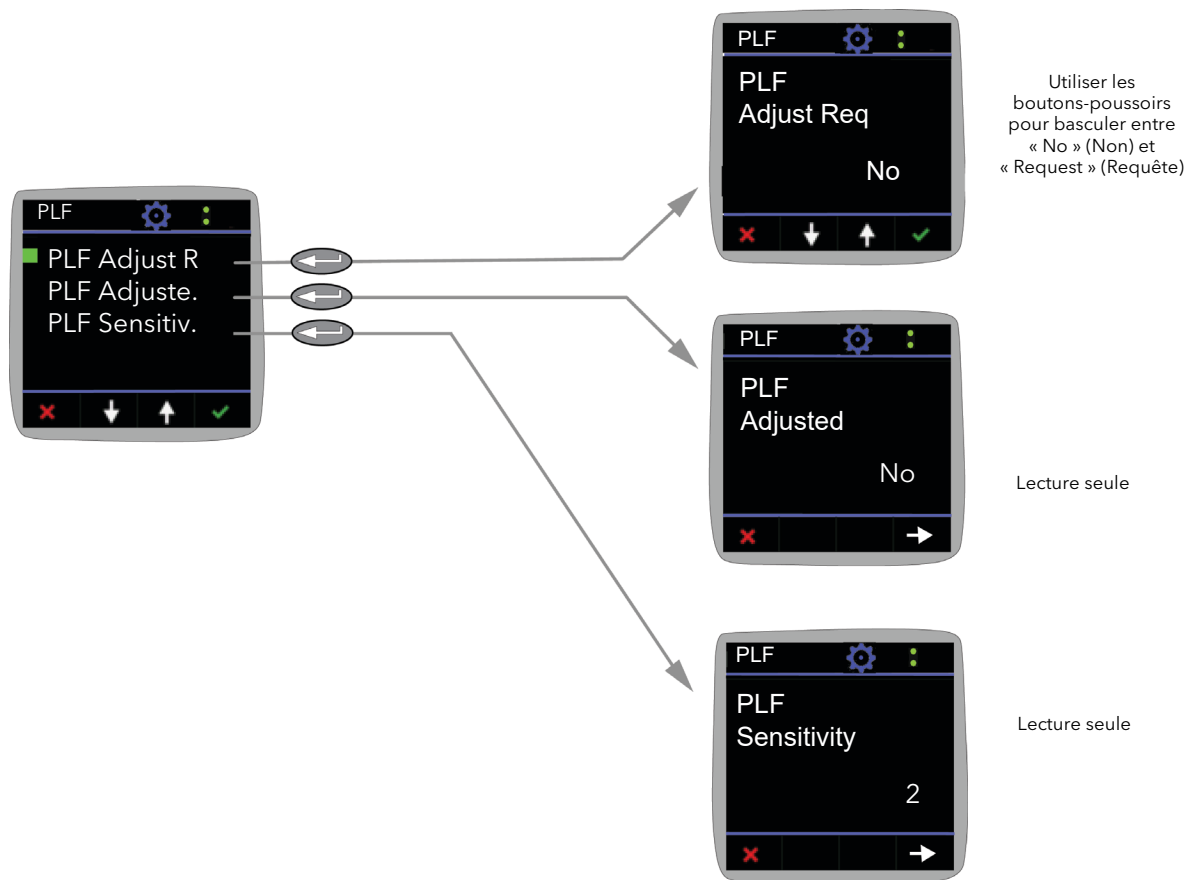 PLF
PLF Adjust R
PLF Adjuste.
PLF Sensitiv.
PLF
PLF
Adjust Req
No
Utiliser les
boutons-poussoirs
pour basculer entre
« No » (Non) et
« Request » (Requête)
PLF
PLF
Adjusted
No
Lecture seule
PLF
PLF
Sensitivity
2
Lecture seule